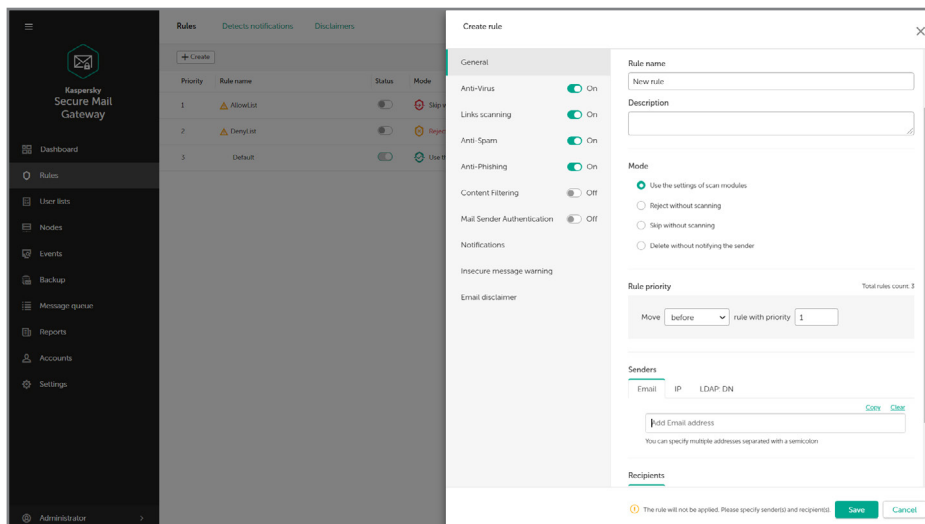 Kaspersky
Secure Mail
Gateway
Dashboard
Rules
User lists
Nodes
Events
Backup
Message queue
Reports
Accounts
Settings
Administrator >
Rules Detects notifications Disclaimers
+ Create
Priority Rule name Status Mode
1 AllowList Skip
2 DenyList Rejec
3 Default Use th
Create rule
General
Anti-Virus On
Links scanning On
Anti-Spam On
Anti-Phishing On
Content Filtering Off
Mail Sender Authentication Off
Notifications
Insecure message warning
Email disclaimer
Rule name
New rule
Description
Mode
Use the settings of scan modules
Reject without scanning
Skip without scanning
Delete without notifying the sender
Rule priority Total rules count: 3
Move before rule with priority 1
Senders
Email IP LDAP: DN
Copy Clear
Add Email address
You can specify multiple addresses separated with a semicolon
Recipients
The rule will not be applied. Please specify sender(s) and recipient(s). Save Cancel